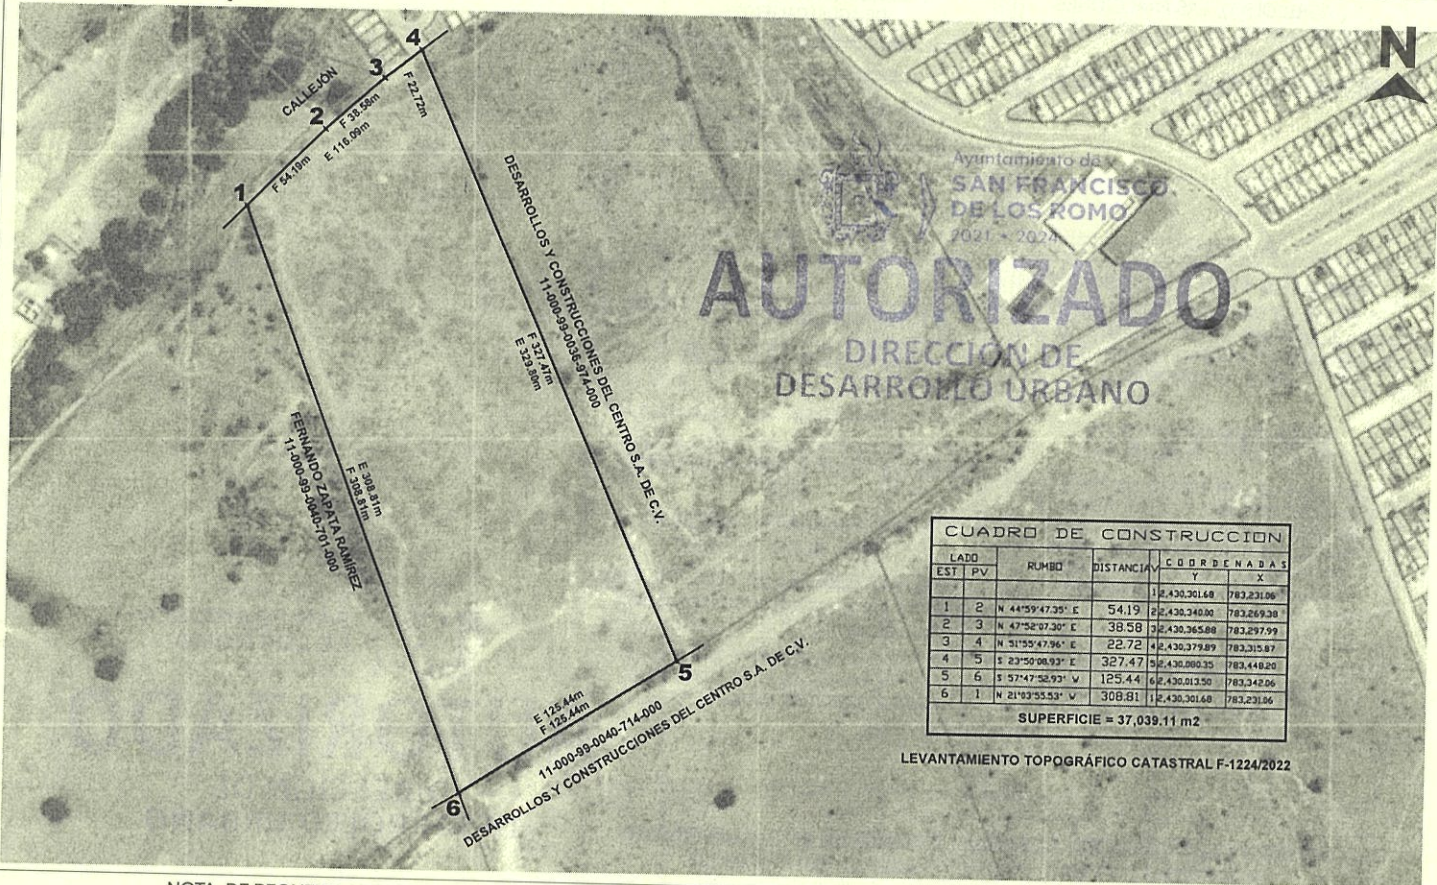 N
4
3
CALLEJÓN
2
F 38.58m
F 22.72m
E 116.09m
F 54.19m
1
Ayuntamiento de
SAN FRANCISCO
DE LOS ROMO
2021 - 2024
AUTORIZADO
DIRECCIÓN DE
DESARROLLO URBANO
DESARROLLOS Y CONSTRUCCIONES DEL CENTRO S.A. DE C.V.
11-000-99-0036-974-000
F 327.47m
E 329.80m
E 308.81m
F 308.81m
FERNANDO ZAPATA RAMÍREZ
11-000-99-0040-701-000
5
E 125.44m
F 125.44m
11-000-99-0040-714-000
DESARROLLOS Y CONSTRUCCIONES DEL CENTRO S.A. DE C.V.
6
CUADRO DE CONSTRUCCION
LADO RUMBO DISTANCIA V COORDENADAS
EST PV Y X
1 2,430,301.68 783,231.06
1 2 N 44°59'47.35" E 54.19 2 2,430,340.00 783,269.38
2 3 N 47°52'07.30" E 38.58 3 2,430,365.88 783,297.99
3 4 N 51°55'47.96" E 22.72 4 2,430,379.89 783,315.87
4 5 S 23°50'08.93" E 327.47 5 2,430,080.35 783,448.20
5 6 S 57°47'52.93" W 125.44 6 2,430,013.50 783,342.06
6 1 N 21°03'55.53" W 308.81 1 2,430,301.68 783,231.06
SUPERFICIE = 37,039.11 m2
LEVANTAMIENTO TOPOGRÁFICO CATASTRAL F-1224/2022